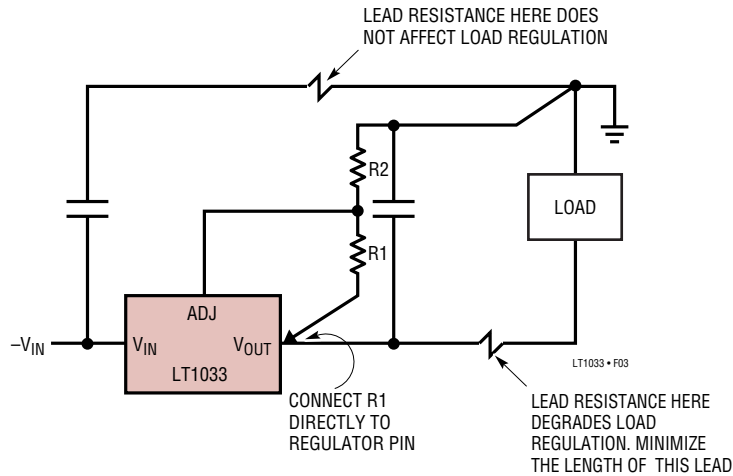 LEAD RESISTANCE HERE DOES
NOT AFFECT LOAD REGULATION
R2
LOAD
R1
ADJ
–VIN
VIN
VOUT
LT1033
LT1033 • F03
CONNECT R1
DIRECTLY TO
REGULATOR PIN
LEAD RESISTANCE HERE
DEGRADES LOAD
REGULATION. MINIMIZE
THE LENGTH OF THIS LEAD